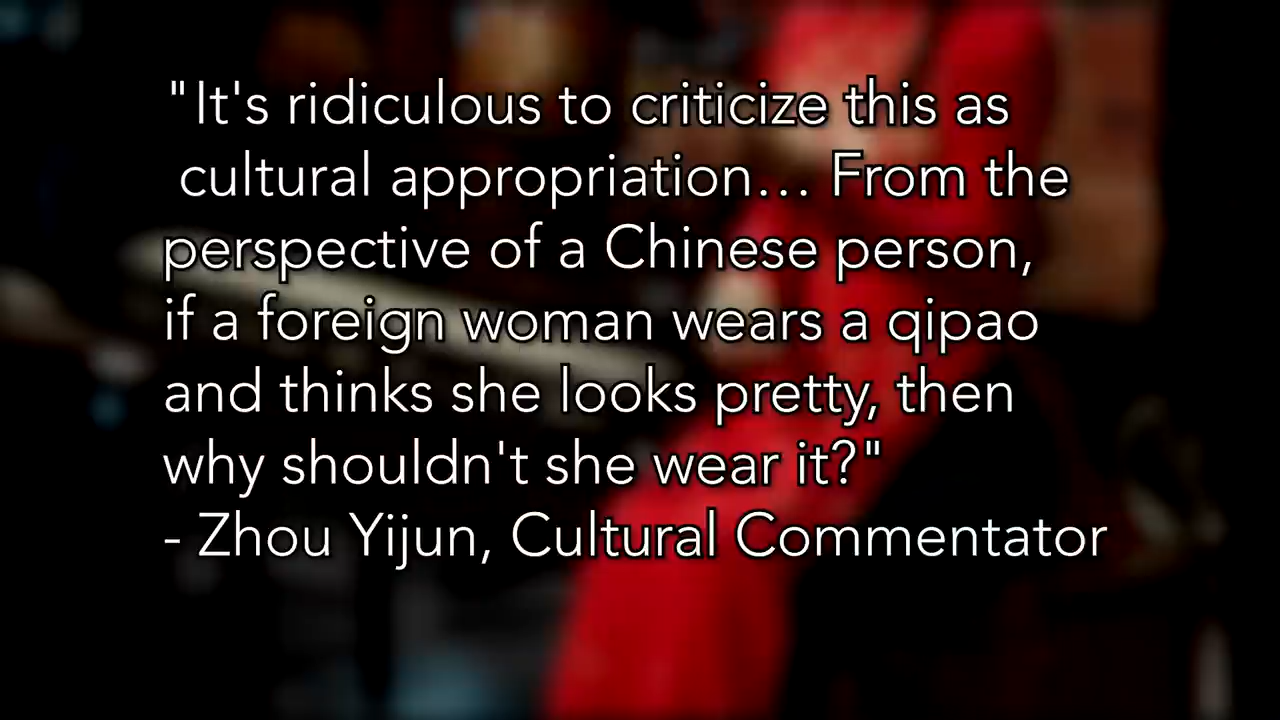 "It's ridiculous to criticize this as
cultural appropriation... From the
perspective of a Chinese person,
if a foreign woman wears a qipao
and thinks she looks pretty, then
why shouldn't she wear it?"
- Zhou Yijun, Cultural Commentator